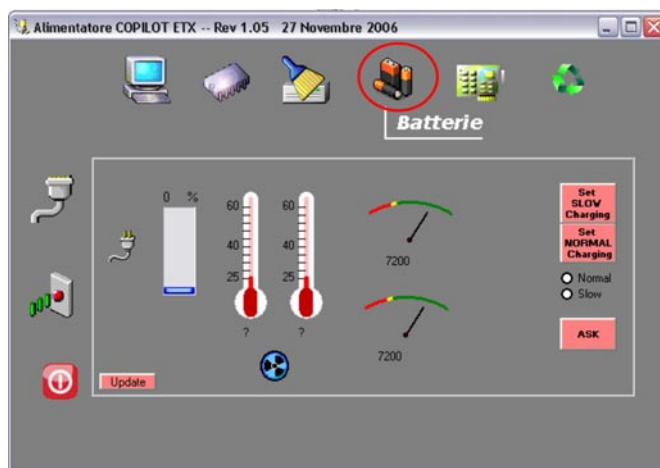 Alimentatore COPILOT ETX -- Rev 1.05 27 Novembre 2006
Batterie
0 %
60
40
25
?
60
40
25
?
7200
7200
Set
SLOW
Charging
Set
NORMAL
Charging
Normal
Slow
ASK
Update